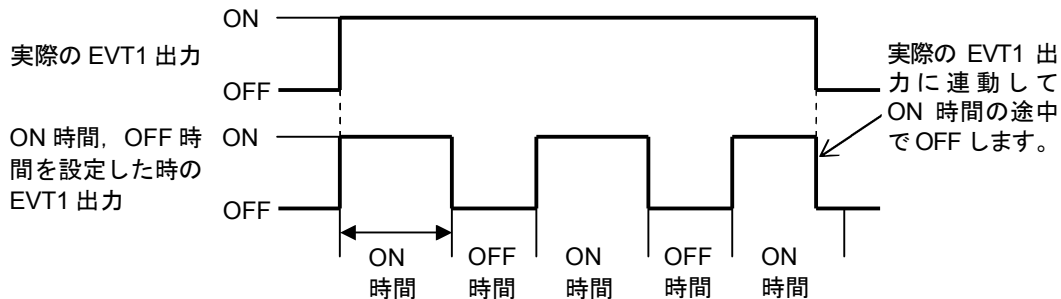 ON
実際の EVT1 出力
OFF
実際の EVT1 出
力に連動して
ON 時間の途中
で OFF します。
ON 時間，OFF 時
間を設定した時の
EVT1 出力
ON
OFF
ON
時間
OFF
時間
ON
時間
OFF
時間
ON
時間